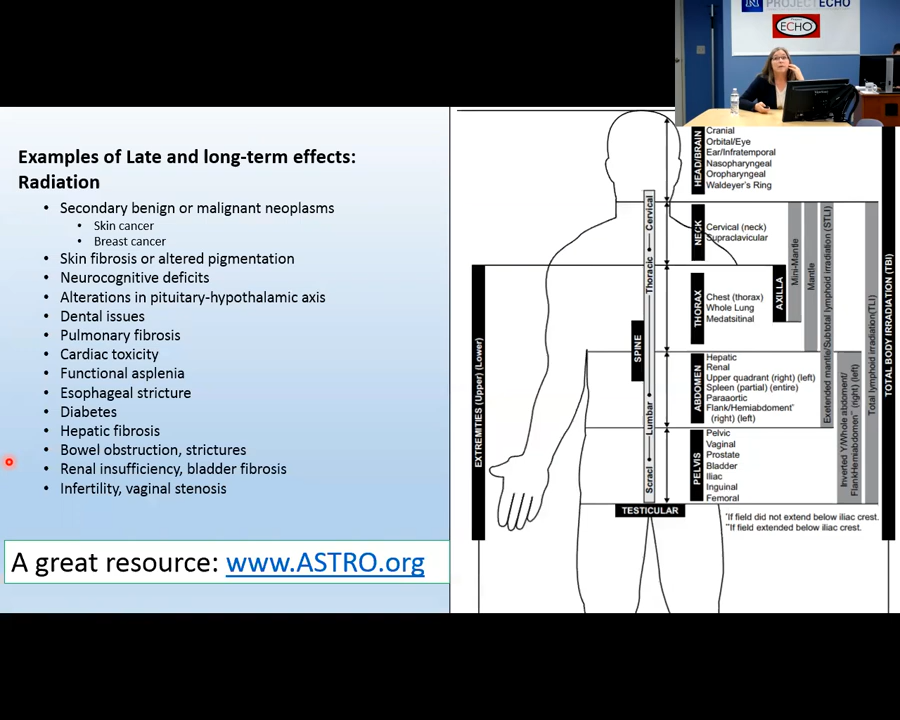 N PROJECT ECHO
Project
ECHO
Examples of Late and long-term effects:
Radiation
• Secondary benign or malignant neoplasms
• Skin cancer
• Breast cancer
• Skin fibrosis or altered pigmentation
• Neurocognitive deficits
• Alterations in pituitary-hypothalamic axis
• Dental issues
• Pulmonary fibrosis
• Cardiac toxicity
• Functional asplenia
• Esophageal stricture
• Diabetes
• Hepatic fibrosis
• Bowel obstruction, strictures
• Renal insufficiency, bladder fibrosis
• Infertility, vaginal stenosis
A great resource: www.ASTRO.org
HEAD/BRAIN
Cranial
Orbital/Eye
Ear/Infratemporal
Nasopharyngeal
Oropharyngeal
Waldeyer's Ring
NECK
Cervical (neck)
Supraclavicular
THORAX
Chest (thorax)
Whole Lung
Medatsitinal
AXILLA
ABDOMEN
Hepatic
Renal
Upper quadrant (right) (left)
Spleen (partial) (entire)
Paraaortic
Flank/Hemiabdoment*
(right) (left)
PELVIS
Pelvic
Vaginal
Prostate
Bladder
Iliac
Inguinal
Femoral
SPINE
Cervical
Thoracic
Lumbar
Scracl
TESTICULAR
EXTREMITIES (Upper) (Lower)
Mini-Mantle
Mantle
Exetended mantle/Subtotal lymphoid irradiation (STLI)
Inverted Y/Whole abdoment/
Flank/Hemiabdomen** (right) (left)
Total lymphoid irradiation(TLI)
TOTAL BODY IRRADIATION (TBI)
*If field did not extend below iliac crest.
**If field extended below iliac crest.